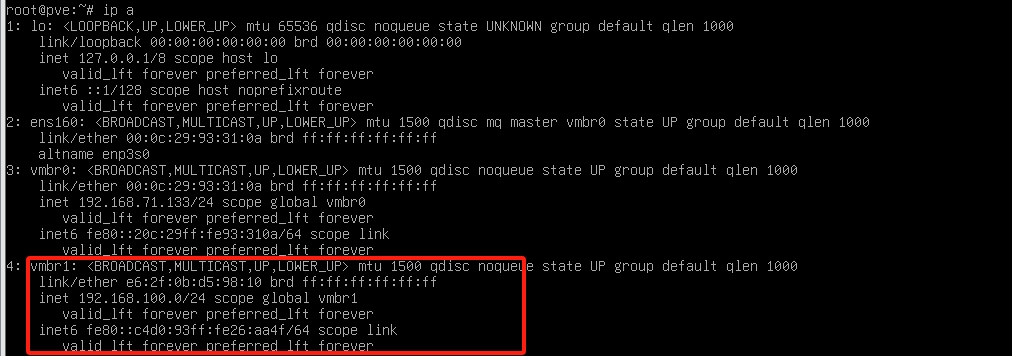 root@pve:~# ip a
1: lo: <LOOPBACK,UP,LOWER_UP> mtu 65536 qdisc noqueue state UNKNOWN group default qlen 1000
    link/loopback 00:00:00:00:00:00 brd 00:00:00:00:00:00
    inet 127.0.0.1/8 scope host lo
       valid_lft forever preferred_lft forever
    inet6 ::1/128 scope host noprefixroute
       valid_lft forever preferred_lft forever
2: ens160: <BROADCAST,MULTICAST,UP,LOWER_UP> mtu 1500 qdisc mq master vmbr0 state UP group default qlen 1000
    link/ether 00:0c:29:93:31:0a brd ff:ff:ff:ff:ff:ff
    altname enp3s0
3: vmbr0: <BROADCAST,MULTICAST,UP,LOWER_UP> mtu 1500 qdisc noqueue state UP group default qlen 1000
    link/ether 00:0c:29:93:31:0a brd ff:ff:ff:ff:ff:ff
    inet 192.168.71.133/24 scope global vmbr0
       valid_lft forever preferred_lft forever
    inet6 fe80::20c:29ff:fe93:310a/64 scope link
       valid_lft forever preferred_lft forever
4: vmbr1: <BROADCAST,MULTICAST,UP,LOWER_UP> mtu 1500 qdisc noqueue state UP group default qlen 1000
    link/ether e6:2f:0b:d5:98:10 brd ff:ff:ff:ff:ff:ff
    inet 192.168.100.0/24 scope global vmbr1
       valid_lft forever preferred_lft forever
    inet6 fe80::c4d0:93ff:fe26:aa4f/64 scope link
       valid_lft forever preferred_lft forever